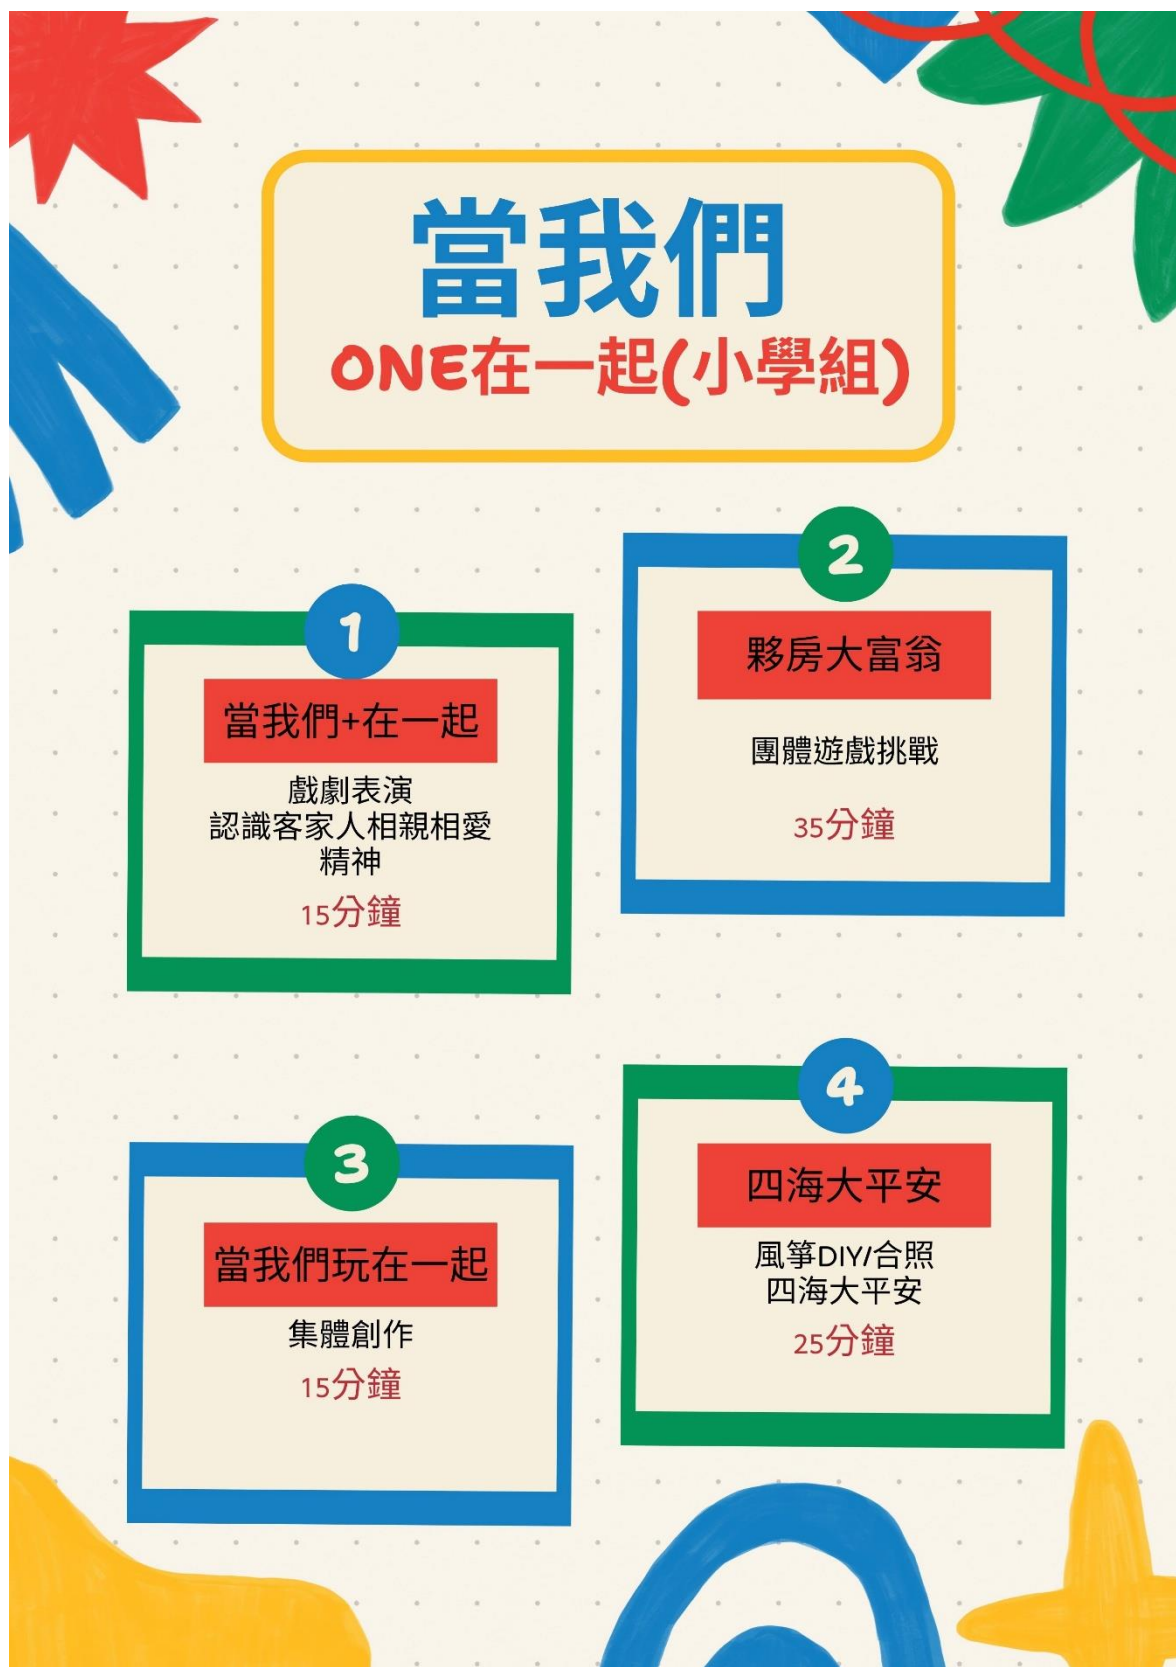 當我們
ONE在一起(小學組)
1
當我們+在一起
戲劇表演
認識客家人相親相愛
精神
15分鐘
2
夥房大富翁
團體遊戲挑戰
35分鐘
3
當我們玩在一起
集體創作
15分鐘
4
四海大平安
風箏DIY/合照
四海大平安
25分鐘